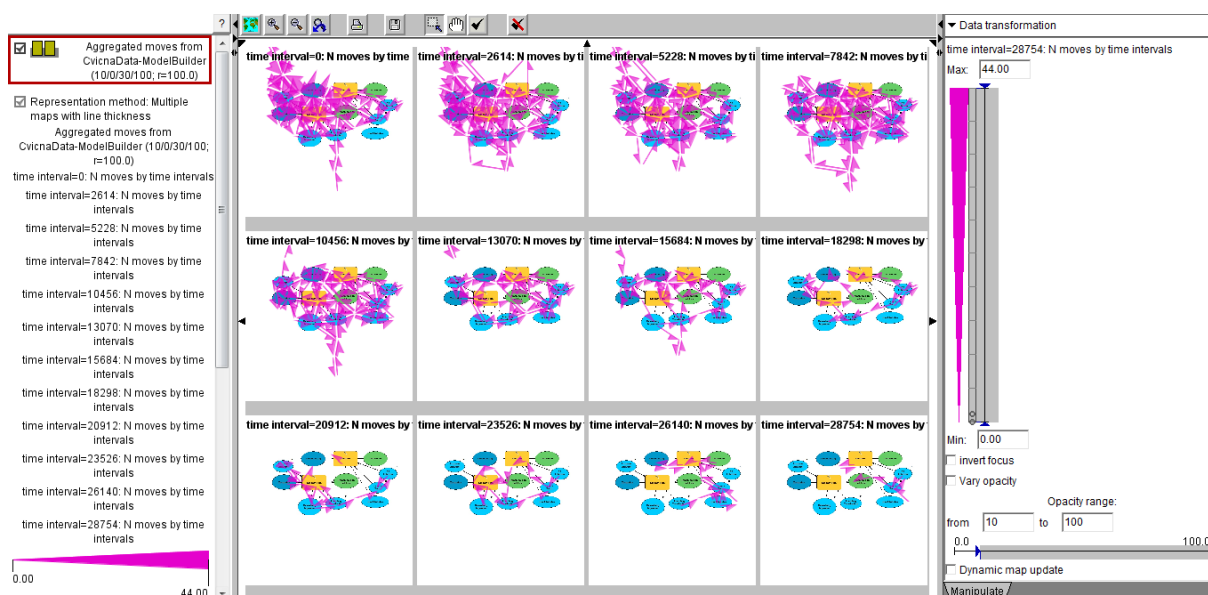 ?
Aggregated moves from
CvicnaData-ModelBuilder
(10/0/30/100; r=100.0)
Representation method: Multiple
maps with line thickness
Aggregated moves from
CvicnaData-ModelBuilder (10/0/30/100;
r=100.0)
time interval=0: N moves by time intervals
time interval=2614: N moves by time
intervals
time interval=5228: N moves by time
intervals
time interval=7842: N moves by time
intervals
time interval=10456: N moves by time
intervals
time interval=13070: N moves by time
intervals
time interval=15684: N moves by time
intervals
time interval=18298: N moves by time
intervals
time interval=20912: N moves by time
intervals
time interval=23526: N moves by time
intervals
time interval=26140: N moves by time
intervals
time interval=28754: N moves by time
intervals
0.00
44.00
time interval=0: N moves by time
time interval=2614: N moves by ti
time interval=5228: N moves by ti
time interval=7842: N moves by ti
time interval=10456: N moves by
time interval=13070: N moves by
time interval=15684: N moves by
time interval=18298: N moves by
time interval=20912: N moves by
time interval=23526: N moves by
time interval=26140: N moves by
time interval=28754: N moves by
Data transformation
time interval=28754: N moves by time intervals
Max: 44.00
Min: 0.00
invert focus
Vary opacity
Opacity range:
from 10 to 100
0.0 100.0
Dynamic map update
Manipulate